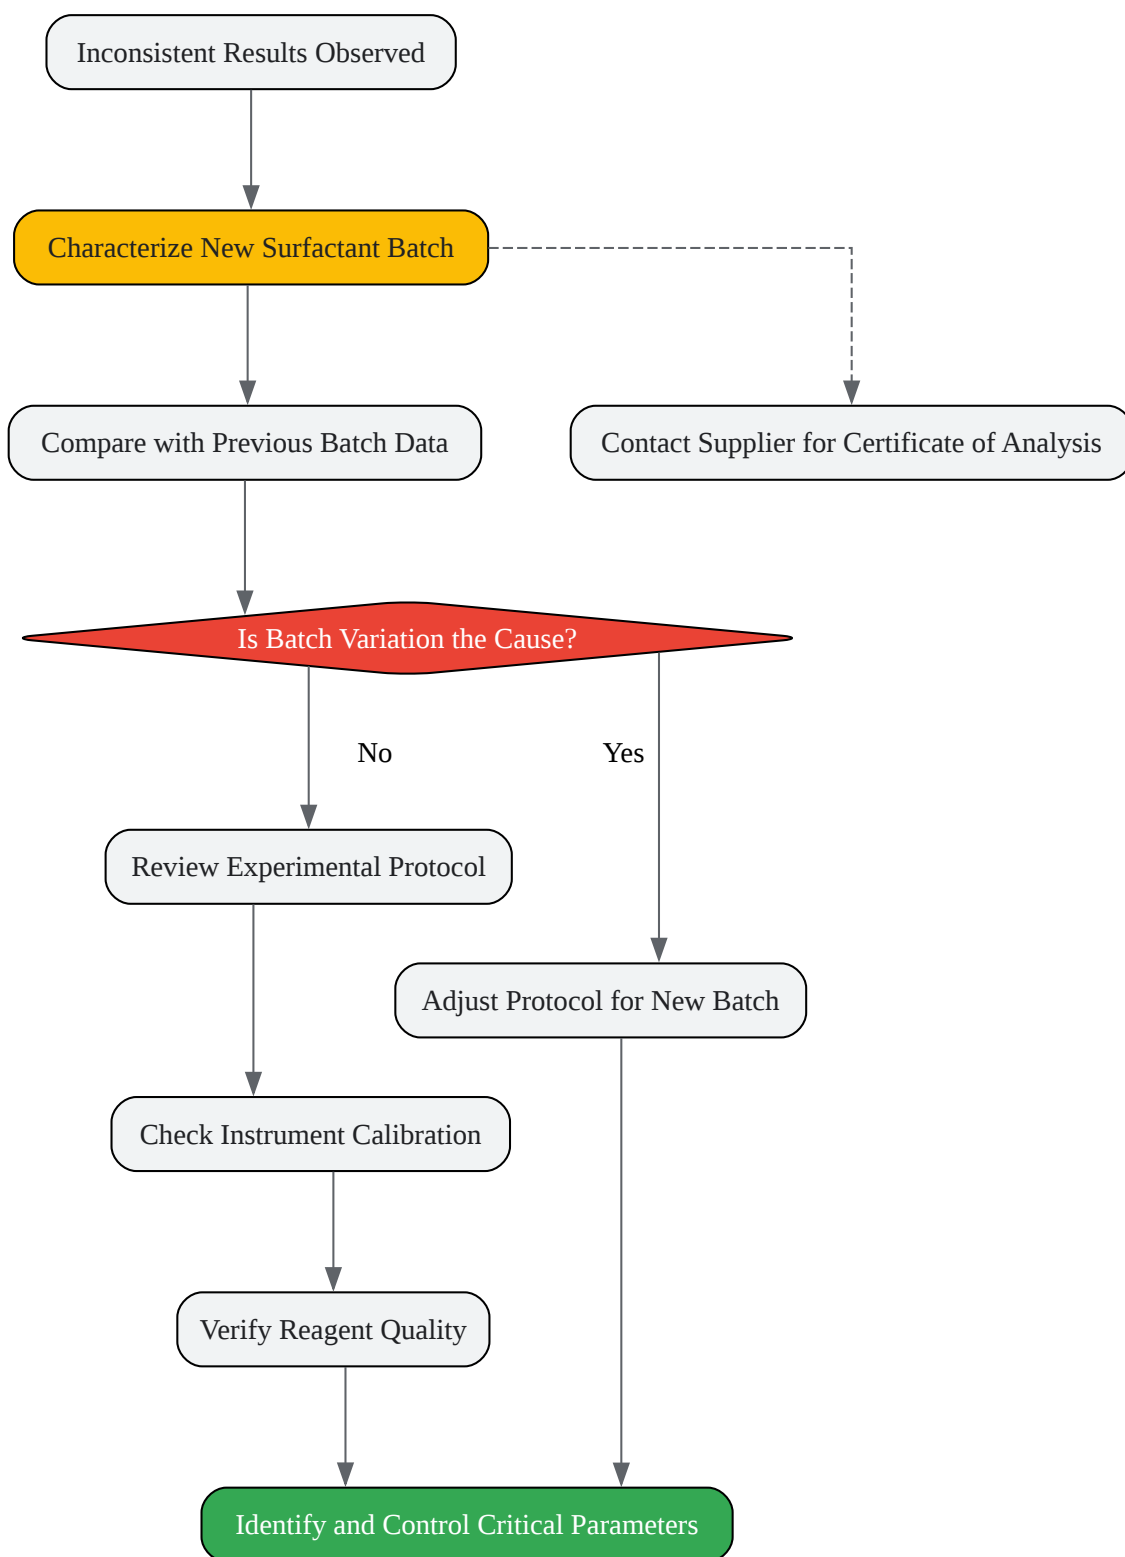 Inconsistent Results Observed
Characterize New Surfactant Batch
Compare with Previous Batch Data
Contact Supplier for Certificate of Analysis
Is Batch Variation the Cause?
No
Yes
Review Experimental Protocol
Adjust Protocol for New Batch
Check Instrument Calibration
Verify Reagent Quality
Identify and Control Critical Parameters